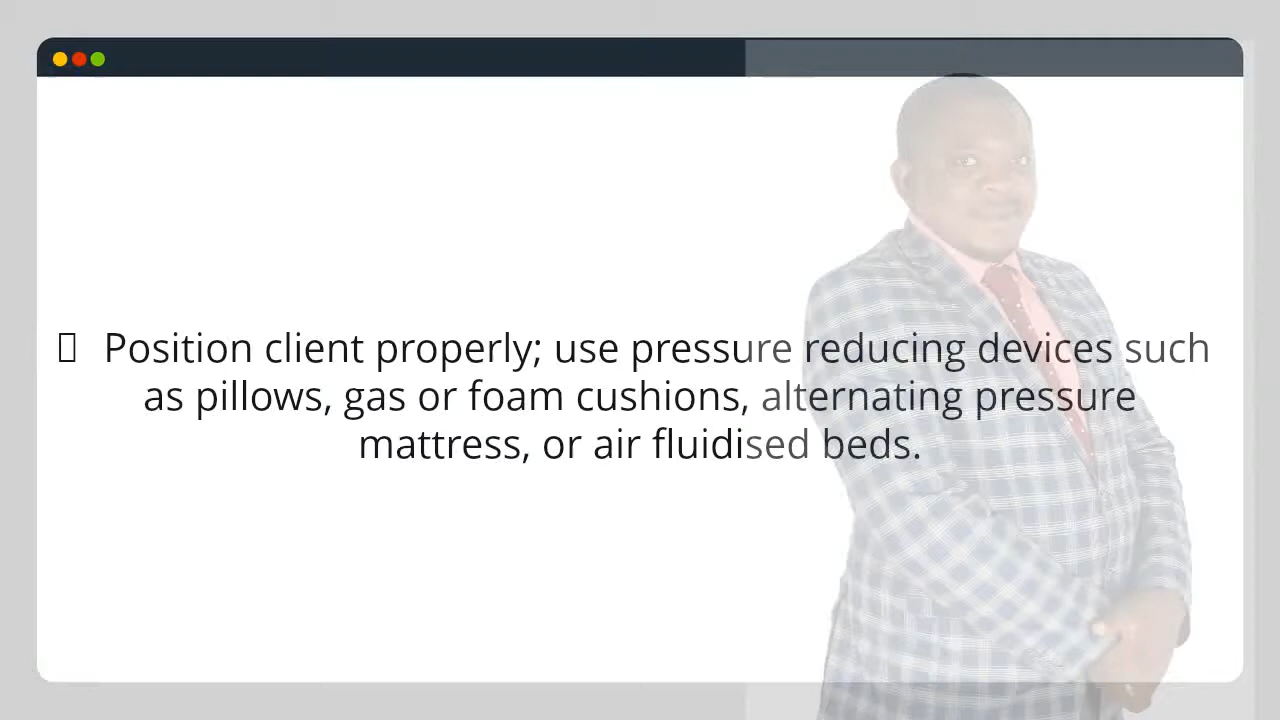 Position client properly; use pressure reducing devices such
as pillows, gas or foam cushions, alternating pressure
mattress, or air fluidised beds.